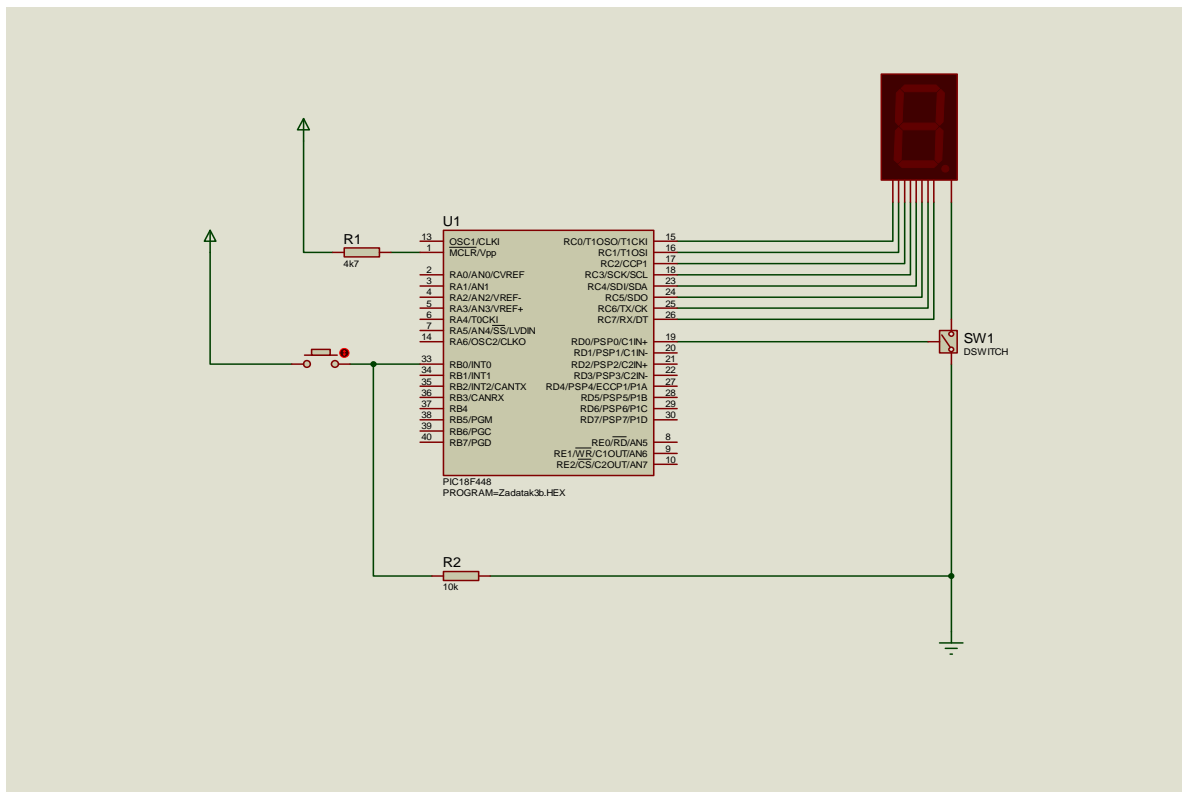 U1
R1
4k7
13 OSC1/CLKI
1 MCLR/Vpp
2 RA0/AN0/CVREF
3 RA1/AN1
4 RA2/AN2/VREF-
5 RA3/AN3/VREF+
6 RA4/T0CKI
7 RA5/AN4/SS/LVDIN
14 RA6/OSC2/CLKO
33 RB0/INT0
34 RB1/INT1
35 RB2/INT2/CANTX
36 RB3/CANRX
37 RB4
38 RB5/PGM
39 RB6/PGC
40 RB7/PGD
RC0/T1OSO/T1CKI 15
RC1/T1OSI 16
RC2/CCP1 17
RC3/SCK/SCL 18
RC4/SDI/SDA 23
RC5/SDO 24
RC6/TX/CK 25
RC7/RX/DT 26
RD0/PSP0/C1IN+ 19
RD1/PSP1/C1IN- 20
RD2/PSP2/C2IN+ 21
RD3/PSP3/C2IN- 22
RD4/PSP4/ECCP1/P1A 27
RD5/PSP5/P1B 28
RD6/PSP6/P1C 29
RD7/PSP7/P1D 30
RE0/RD/AN5 8
RE1/WR/C1OUT/AN6 9
RE2/CS/C2OUT/AN7 10
PIC18F448
PROGRAM=Zadatak3b.HEX
SW1
DSWITCH
R2
10k